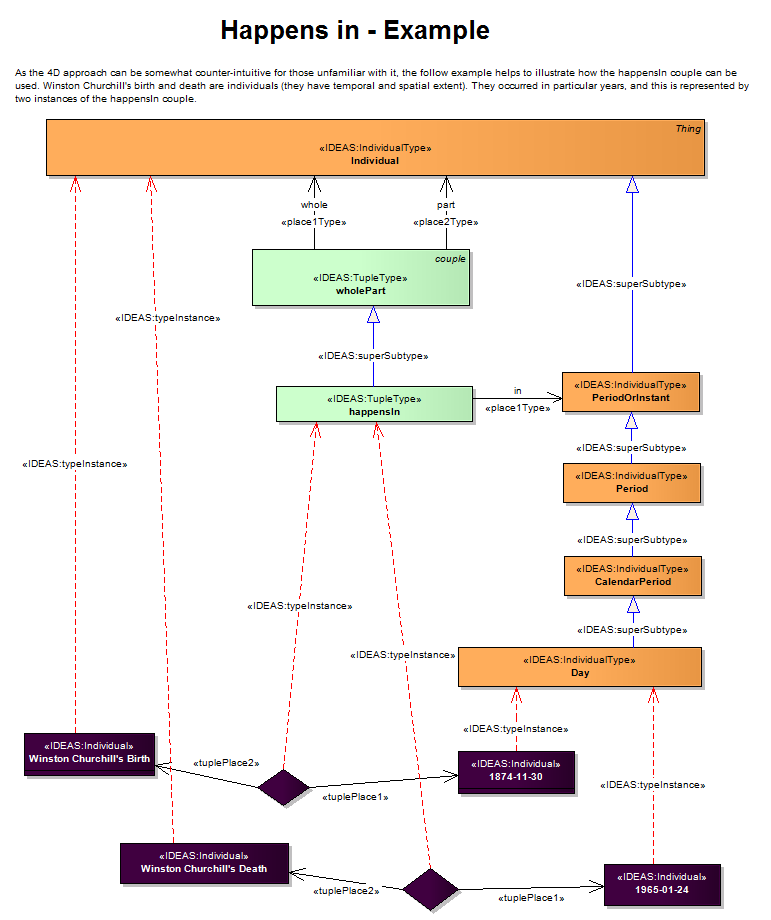 Happens in - Example
As the 4D approach can be somewhat counter-intuitive for those unfamiliar with it, the follow example helps to illustrate how the happensIn couple can be
used. Winston Churchill's birth and death are individuals (they have temporal and spatial extent). They occurred in particular years, and this is represented by
two instances of the happensIn couple.
Thing
«IDEAS:IndividualType»
Individual
whole
«place1Type»
part
«place2Type»
couple
«IDEAS:TupleType»
wholePart
«IDEAS:superSubtype»
«IDEAS:typeInstance»
«IDEAS:superSubtype»
«IDEAS:TupleType»
happensIn
in
«place1Type»
«IDEAS:IndividualType»
PeriodOrInstant
«IDEAS:superSubtype»
«IDEAS:typeInstance»
«IDEAS:IndividualType»
Period
«IDEAS:superSubtype»
«IDEAS:IndividualType»
CalendarPeriod
«IDEAS:typeInstance»
«IDEAS:superSubtype»
«IDEAS:typeInstance»
«IDEAS:IndividualType»
Day
«IDEAS:typeInstance»
«IDEAS:Individual»
Winston Churchill's Birth
«tuplePlace2»
«tuplePlace1»
«IDEAS:Individual»
1874-11-30
«IDEAS:typeInstance»
«IDEAS:Individual»
Winston Churchill's Death
«tuplePlace2»
«tuplePlace1»
«IDEAS:Individual»
1965-01-24